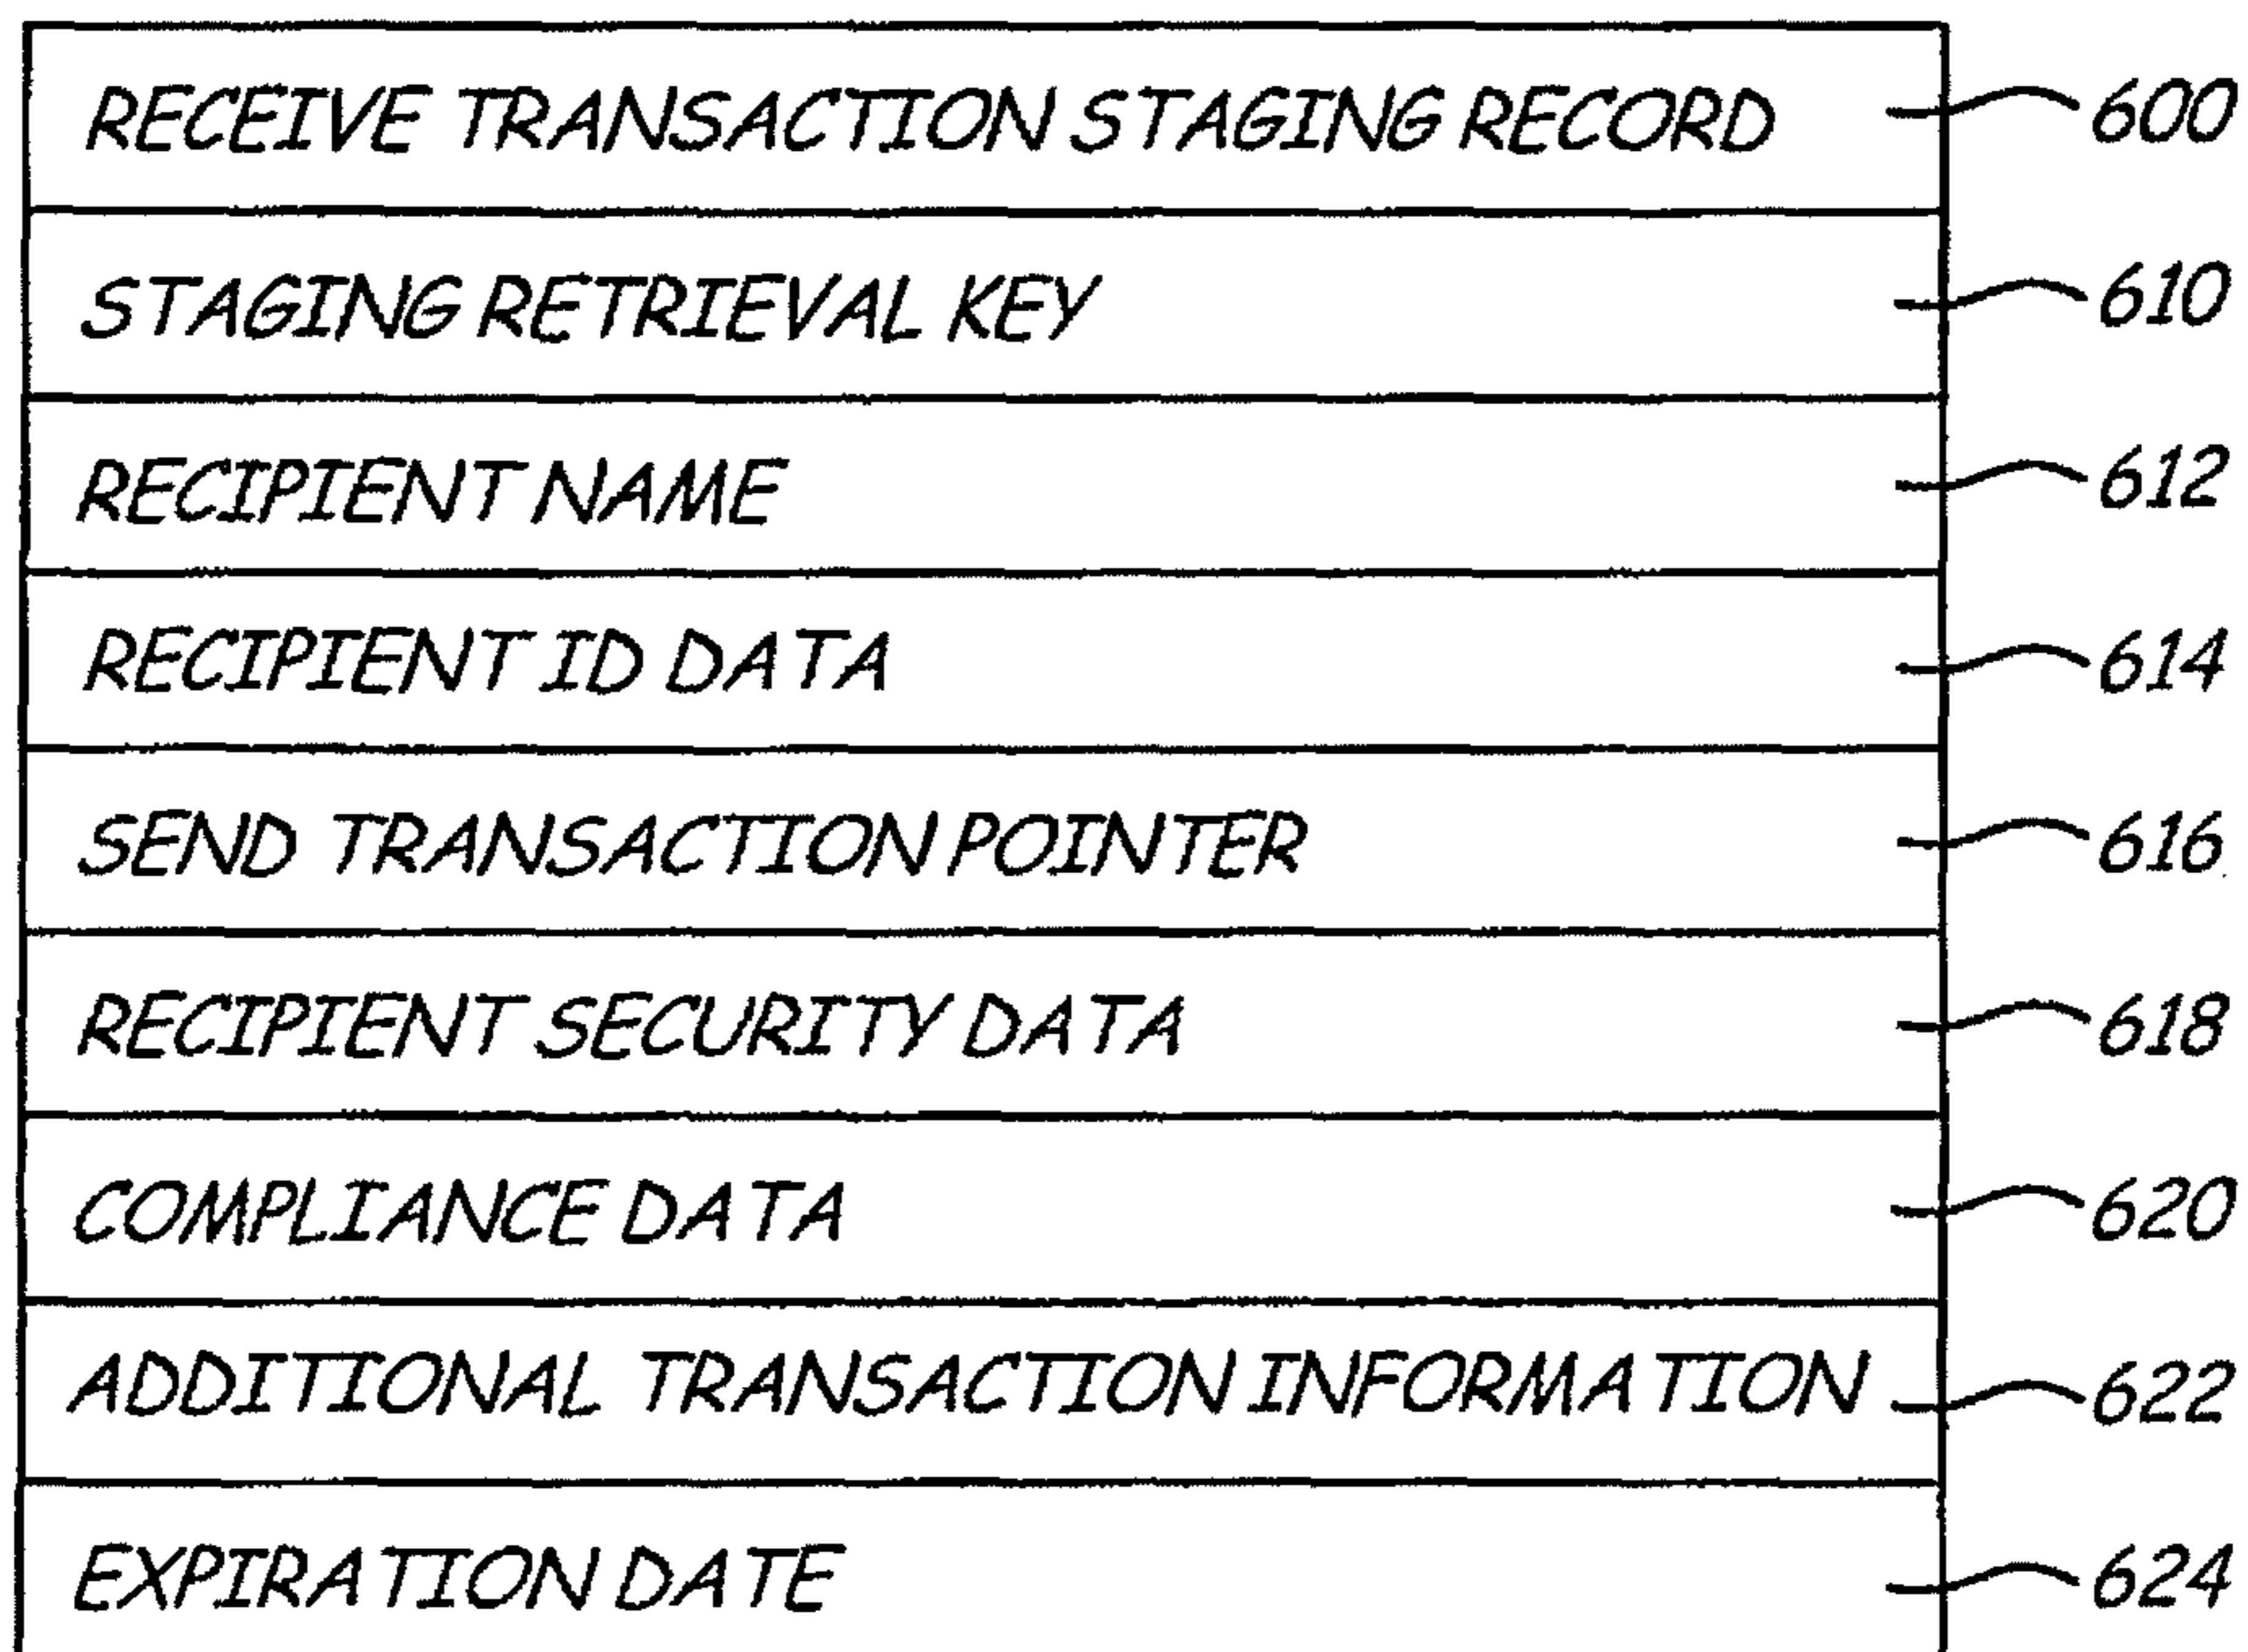 RECEIVE TRANSACTION STAGING RECORD 600
STAGING RETRIEVAL KEY 610
RECIPIENT NAME 612
RECIPIENT ID DATA 614
SEND TRANSACTION POINTER 616
RECIPIENT SECURITY DATA 618
COMPLIANCE DATA 620
ADDITIONAL TRANSACTION INFORMATION 622
EXPIRATION DATE 624